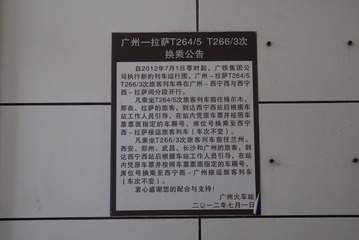 广州—拉萨T264/5 T266/3次
换乘公告
自2012年7月1日零时起，广铁集团公
司执行新的列车运行图，广州－拉萨T264/5
T266/3次旅客列车将在广州－西宁西与西宁
西－拉萨间分段开行。
凡乘坐T264/5次旅客列车前往格尔木、
那曲、拉萨的旅客，到达西宁西站后根据车
站工作人员引导，在站内凭原车票并按照车
票票面指定的车厢号、席位号换乘至西宁
西－拉萨接运旅客列车（车次不变）。
凡乘坐T266/3次旅客列车前往兰州、
西安、郑州、武昌、长沙和广州的旅客，到
达西宁西站后根据车站工作人员引导，在站
内凭原车票并按照车票票面指定的车厢号、
席位号换乘至西宁西－广州接运旅客列车
（车次不变）。
衷心感谢您的配合与支持！
广州火车站
二〇一二年七月一日